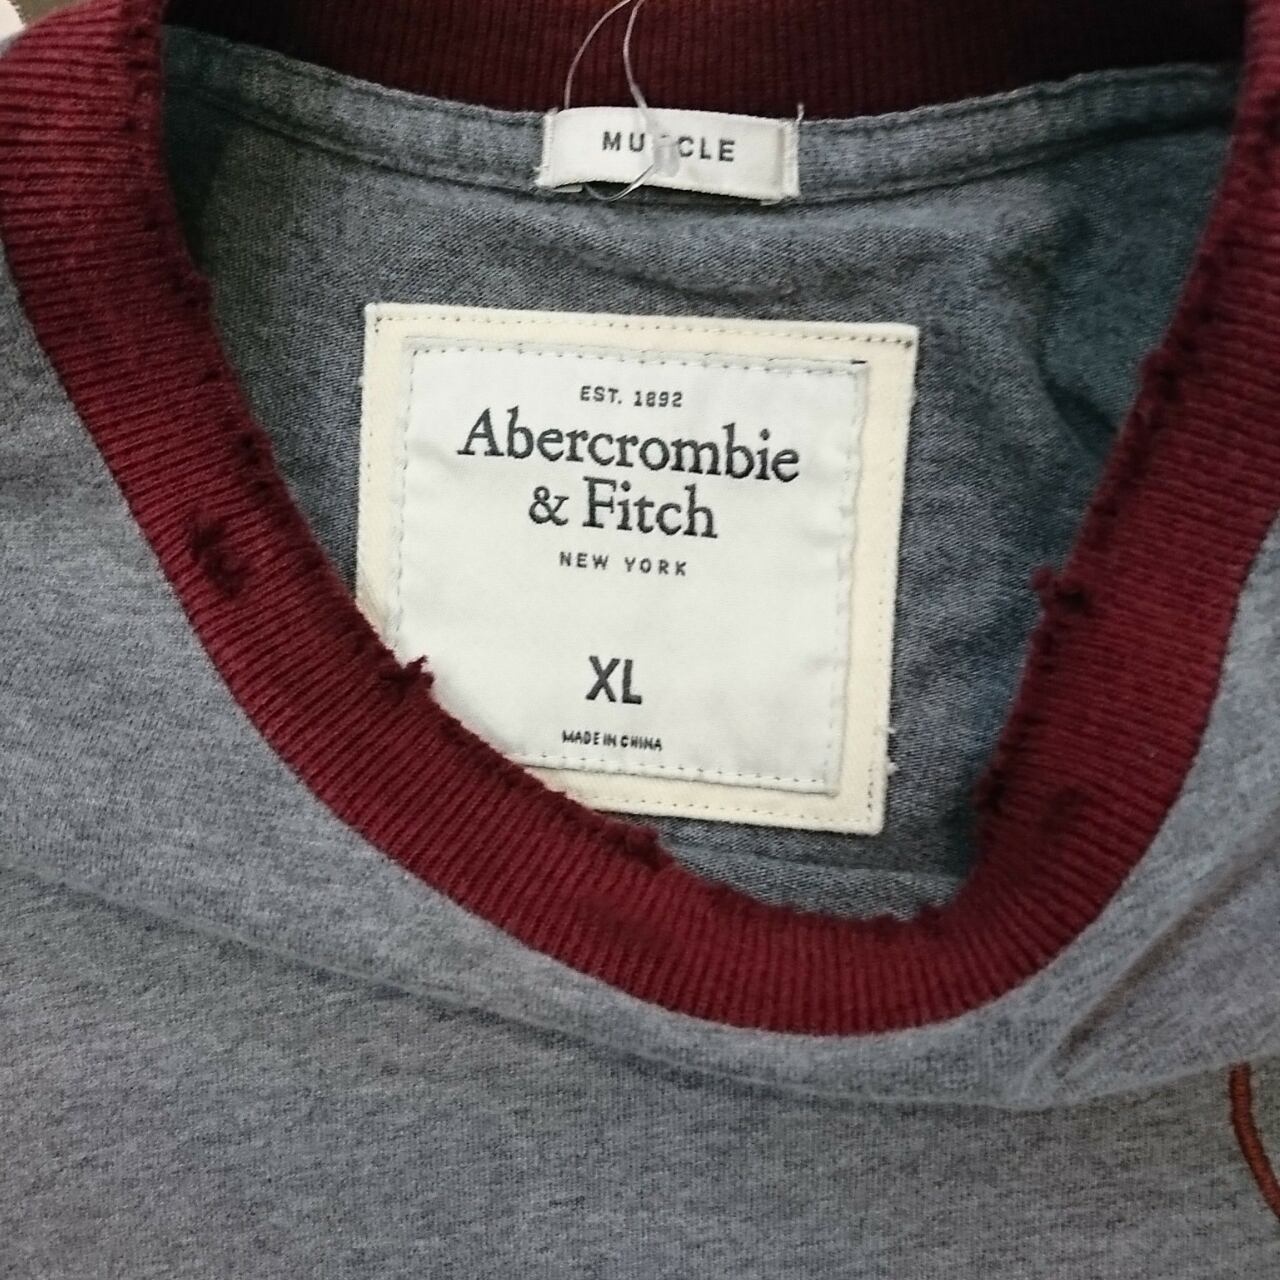 MUSCLE
EST. 1892
Abercrombie
& Fitch
NEW YORK
XL
MADE IN CHINA